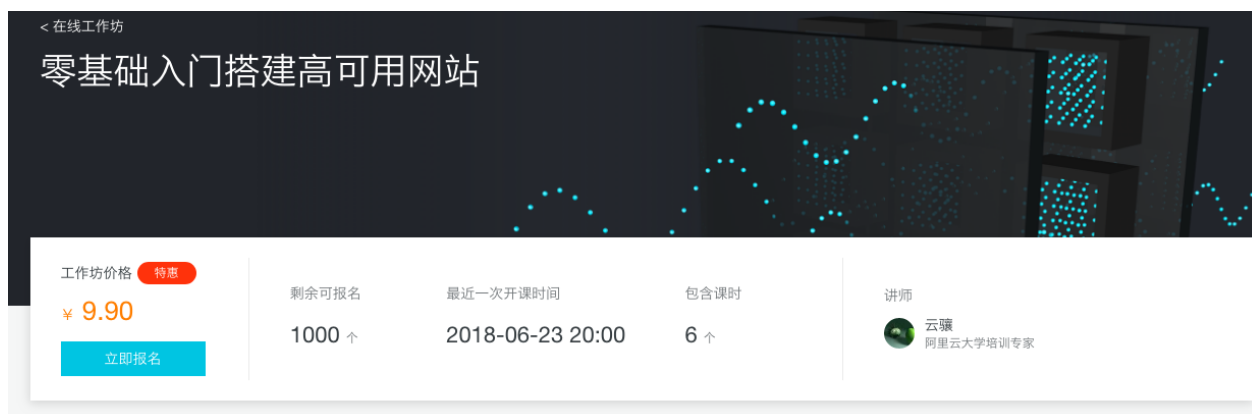 < 在线工作坊
零基础入门搭建高可用网站
工作坊价格 特惠
¥ 9.90
立即报名
剩余可报名
1000 个
最近一次开课时间
2018-06-23 20:00
包含课时
6 个
讲师
云骧
阿里云大学培训专家